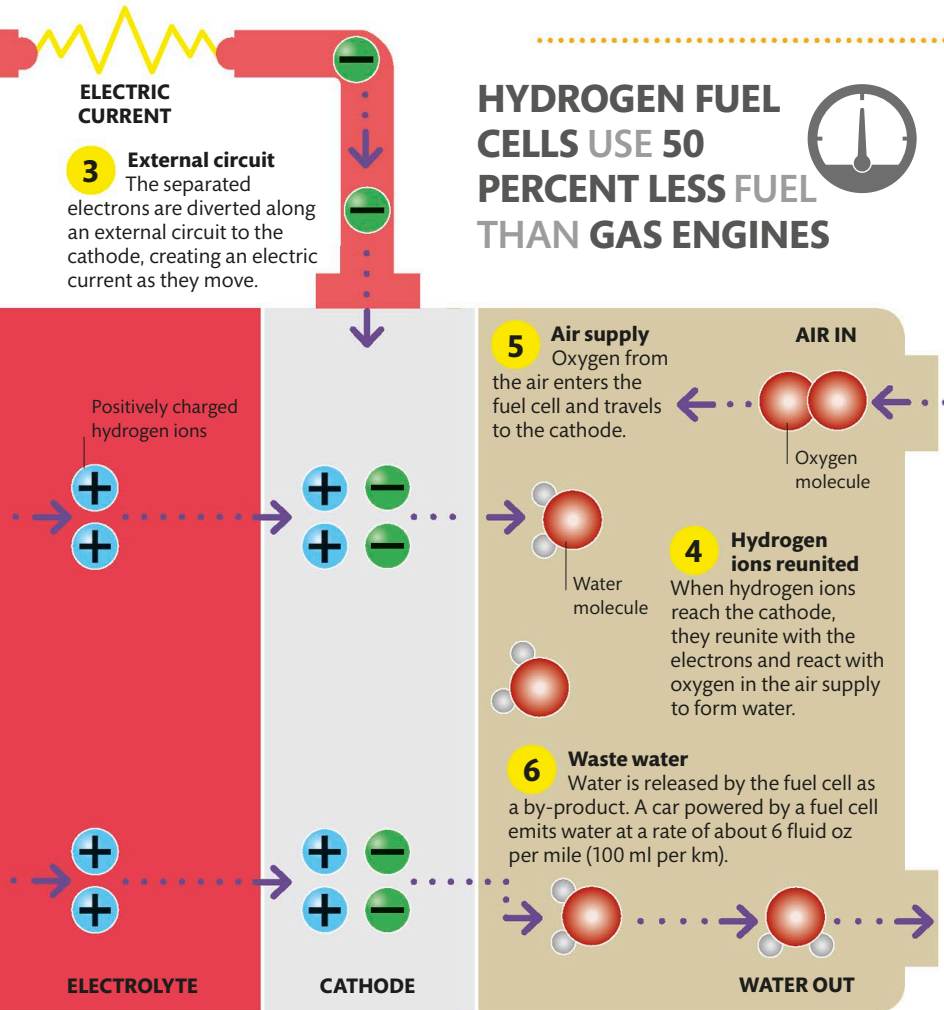 ELECTRIC
CURRENT
3 External circuit
The separated
electrons are diverted along
an external circuit to the
cathode, creating an electric
current as they move.
HYDROGEN FUEL
CELLS USE 50
PERCENT LESS FUEL
THAN GAS ENGINES
Positively charged
hydrogen ions
5 Air supply
Oxygen from
the air enters the
fuel cell and travels
to the cathode.
AIR IN
Oxygen
molecule
Water
molecule
4 Hydrogen
ions reunited
When hydrogen ions
reach the cathode,
they reunite with the
electrons and react with
oxygen in the air supply
to form water.
6 Waste water
Water is released by the fuel cell as
a by-product. A car powered by a fuel cell
emits water at a rate of about 6 fluid oz
per mile (100 ml per km).
ELECTROLYTE
CATHODE
WATER OUT